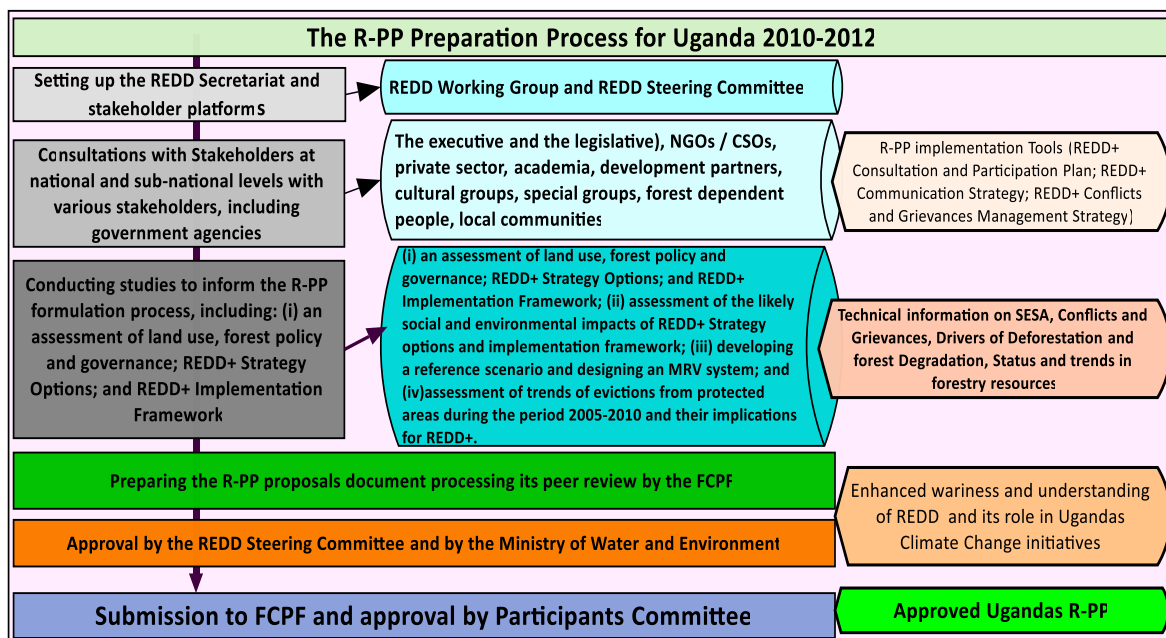 The R-PP Preparation Process for Uganda 2010-2012
Setting up the REDD Secretariat and
stakeholder platforms
REDD Working Group and REDD Steering Committee
Consultations with Stakeholders at
national and sub-national levels with
various stakeholders, including
government agencies
The executive and the legislative), NGOs / CSOs,
private sector, academia, development partners,
cultural groups, special groups, forest dependent
people, local communities
R-PP implementation Tools (REDD+
Consultation and Participation Plan; REDD+
Communication Strategy; REDD+ Conflicts
and Grievances Management Strategy)
Conducting studies to inform the R-PP
formulation process, including: (i) an
assessment of land use, forest policy
and governance; REDD+ Strategy
Options; and REDD+ Implementation
Framework
(i) an assessment of land use, forest policy and
governance; REDD+ Strategy Options; and REDD+
Implementation Framework; (ii) assessment of the likely
social and environmental impacts of REDD+ Strategy
options and implementation framework; (iii) developing
a reference scenario and designing an MRV system; and
(iv)assessment of trends of evictions from protected
areas during the period 2005-2010 and their implications
for REDD+.
Technical information on SESA, Conflicts and
Grievances, Drivers of Deforestation and
forest Degradation, Status and trends in
forestry resources
Preparing the R-PP proposals document processing its peer review by the FCPF
Approval by the REDD Steering Committee and by the Ministry of Water and Environment
Enhanced wariness and understanding
of REDD and its role in Ugandas
Climate Change initiatives
Submission to FCPF and approval by Participants Committee
Approved Ugandas R-PP